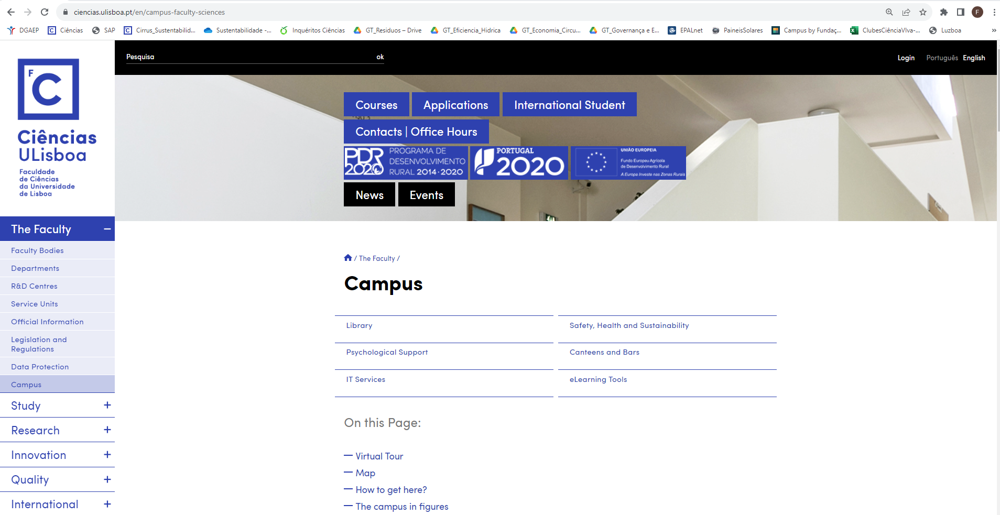 ciencias.ulisboa.pt/en/campus-faculty-sciences
F
DGAEP Ciências SAP Cirrus_Sustentabilid... Sustentabilidade -... Inquéritos Ciências GT_Residuos – Drive GT_Eficiencia_Hidrica GT_Economia_Circu... GT_Governança e E... EPALnet PaineisSolares Campus by Fundaç... ClubesCiênciaVIva-... Luzboa »
FC
Ciências
ULisboa
Faculdade
de Ciências
da Universidade
de Lisboa
Pesquisa ok
Login Português English
Courses Applications International Student
Contacts | Office Hours
PDR
2020
PROGRAMA DE
DESENVOLVIMENTO
RURAL 2014·2020
PORTUGAL
2020
UNIÃO EUROPEIA
Fundo Europeu Agrícola
de Desenvolvimento Rural
A Europa Investe nas Zonas Rurais
News Events
The Faculty −
Faculty Bodies
Departments
R&D Centres
Service Units
Official Information
Legislation and
Regulations
Data Protection
Campus
Study +
Research +
Innovation +
Quality +
International +
/ The Faculty /
Campus
Library
Safety, Health and Sustainability
Psychological Support
Canteens and Bars
IT Services
eLearning Tools
On this Page:
— Virtual Tour
— Map
— How to get here?
— The campus in figures